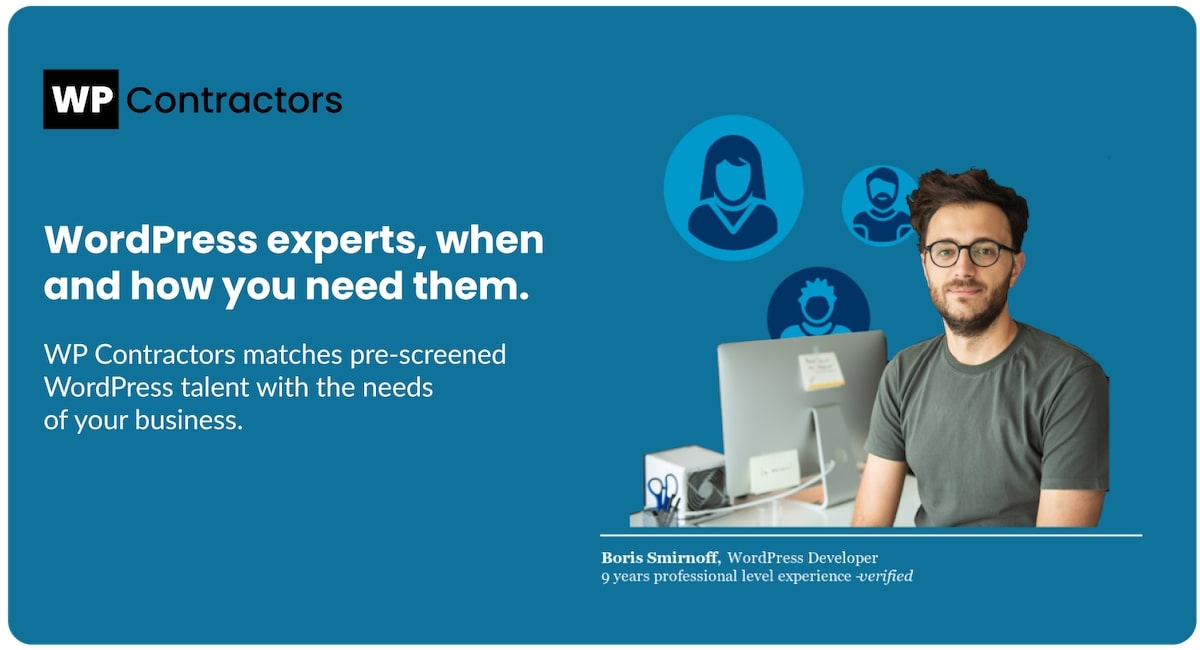 WP Contractors
WordPress experts, when
and how you need them.
WP Contractors matches pre-screened
WordPress talent with the needs
of your business.
Boris Smirnoff, WordPress Developer
9 years professional level experience -verified